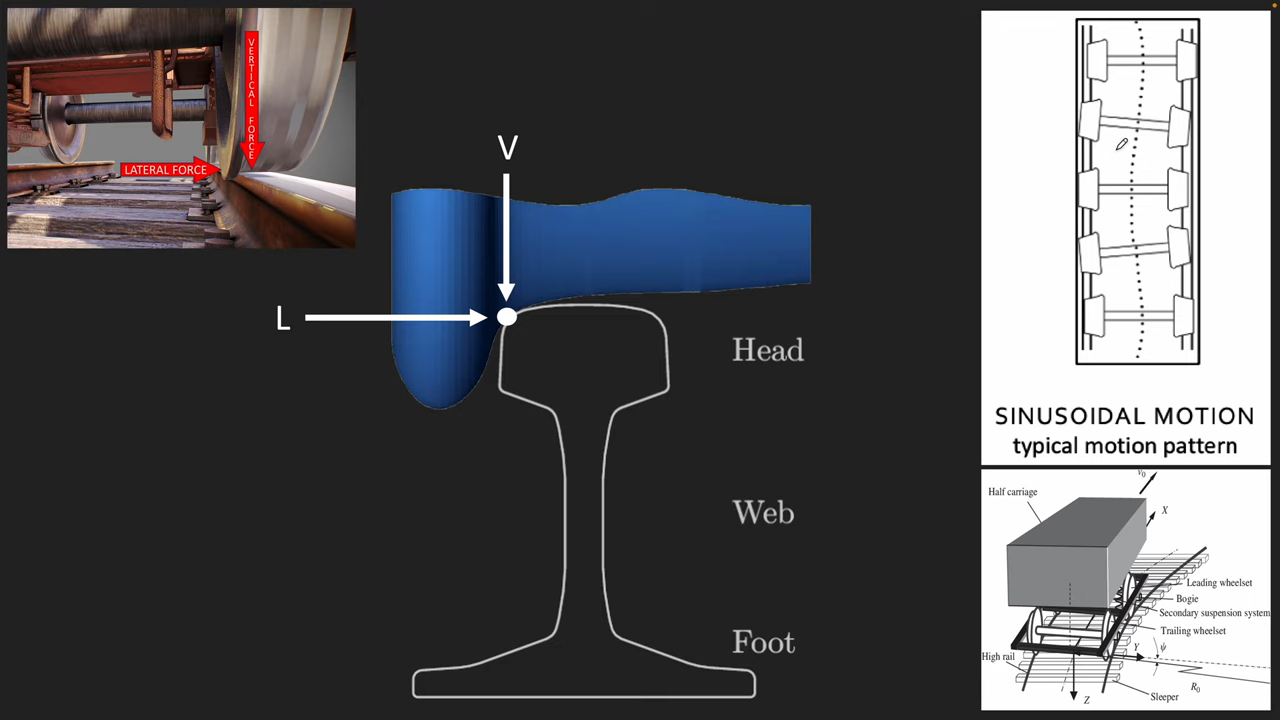 VERTICAL FORCE
LATERAL FORCE
V
L
Head
Web
Foot
SINUSOIDAL MOTION
typical motion pattern
V₀
Half carriage
X
Leading wheelset
Bogie
Secondary suspension system
Trailing wheelset
Y
ψ
High rail
R₀
Sleeper
Z